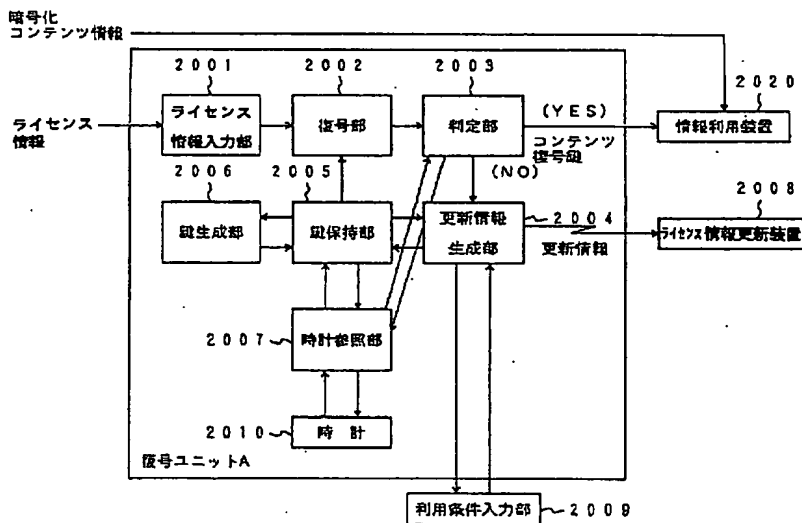 暗号化
コンテンツ情報
2001
2002
2003
2020
ライセンス
情報
ライセンス
情報入力部
復号部
判定部
(YES)
コンテンツ
復号鍵
情報利用装置
(NO)
2006
2005
2008
鍵生成部
鍵保持部
更新情報
生成部
2004
更新情報
ライセンス情報更新装置
2007
時計参照部
2010
時計
復号ユニットA
利用条件入力部
2009